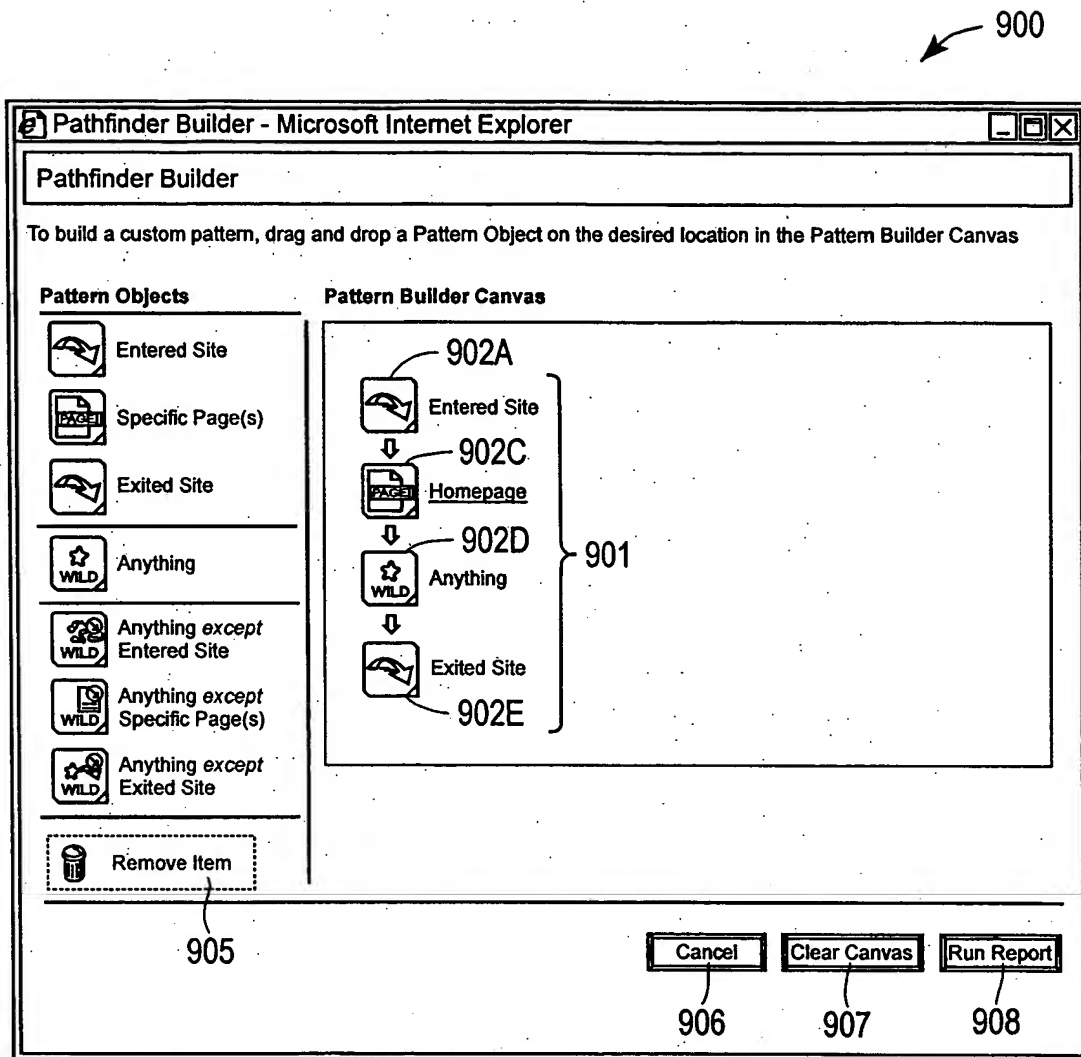 900
Pathfinder Builder - Microsoft Internet Explorer
Pathfinder Builder
To build a custom pattern, drag and drop a Pattern Object on the desired location in the Pattern Builder Canvas
Pattern Objects
Entered Site
PAGE
Specific Page(s)
Exited Site
WILD
Anything
WILD
Anything except
Entered Site
WILD
Anything except
Specific Page(s)
WILD
Anything except
Exited Site
Remove Item
905
Pattern Builder Canvas
902A
Entered Site
902C
PAGE
Homepage
902D
WILD
Anything
Exited Site
902E
901
Cancel
Clear Canvas
Run Report
906
907
908